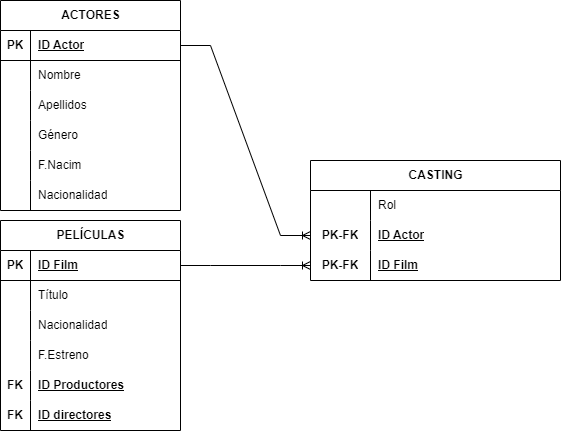 ACTORES
PK ID Actor
Nombre
Apellidos
Género
F.Nacim
Nacionalidad
PELÍCULAS
PK ID Film
Título
Nacionalidad
F.Estreno
FK ID Productores
FK ID directores
CASTING
Rol
PK-FK ID Actor
PK-FK ID Film